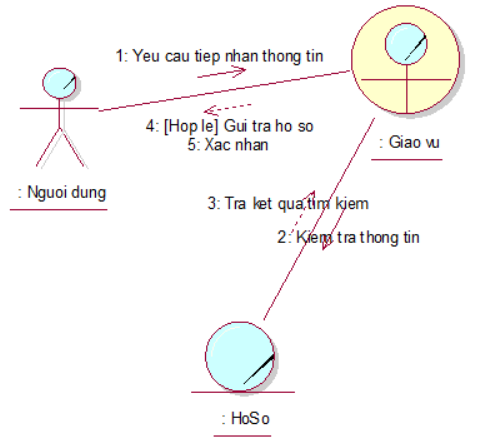 1: Yeu cau tiep nhan thong tin
4: [Hop le] Gui tra ho so
5: Xac nhan
: Giao vu
: Nguoi dung
3: Tra ket qua tim kiem
2: Kiem tra thong tin
: HoSo